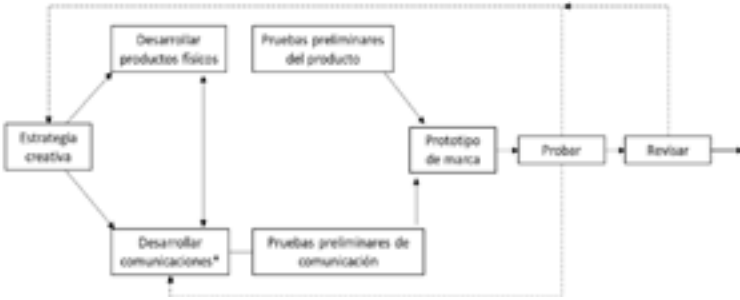 Desarrollar
productos físicos
Pruebas preliminares
del producto
Estrategia
creativa
Prototipo
de marca
Probar
Revisar
Desarrollar
comunicaciones*
Pruebas preliminares de
comunicación